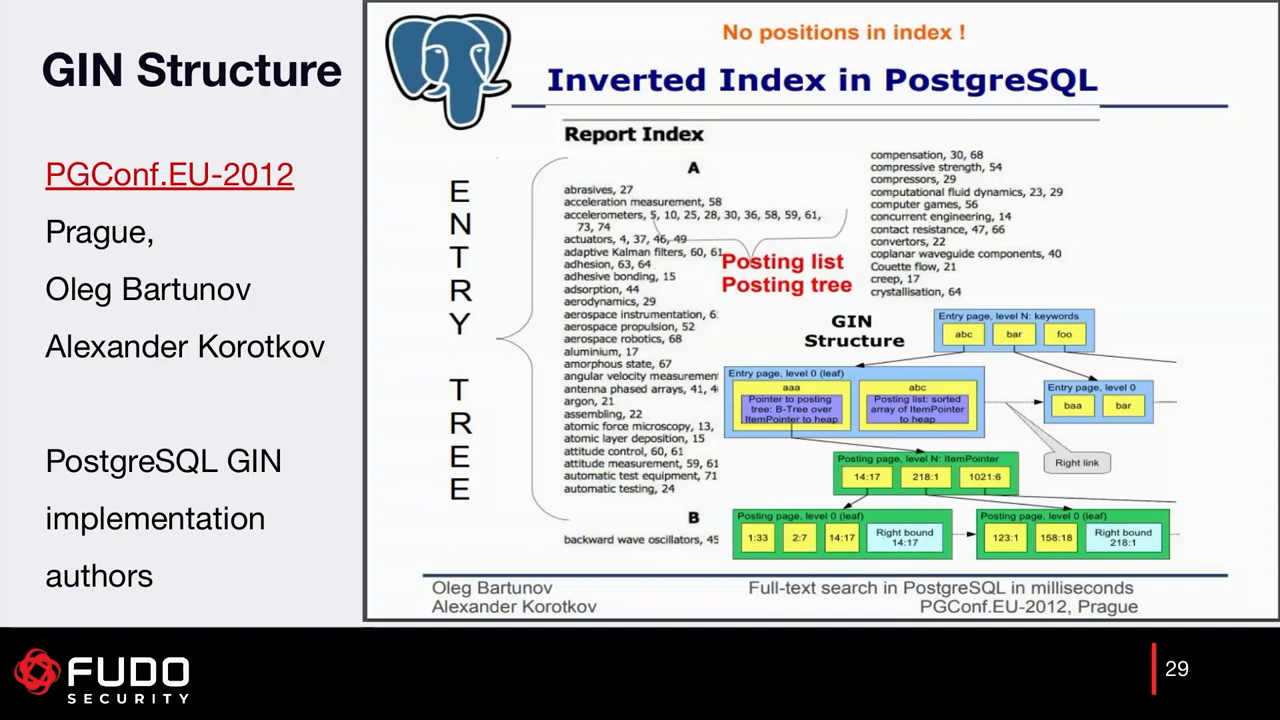 GIN Structure
PGConf.EU-2012
Prague,
Oleg Bartunov
Alexander Korotkov
PostgreSQL GIN
implementation
authors
No positions in index !
Inverted Index in PostgreSQL
Report Index
E
N
T
R
Y
T
R
E
E
A
abrasives, 27
acceleration measurement, 58
accelerometers, 5, 10, 25, 28, 30, 36, 58, 59, 61,
73, 74
actuators, 4, 37, 46, 49
adaptive Kalman filters, 60, 61
adhesion, 63, 64
adhesive bonding, 15
adsorption, 44
aerodynamics, 29
aerospace instrumentation, 6
aerospace propulsion, 52
aerospace robotics, 68
aluminium, 17
amorphous state, 67
angular velocity measurement
antenna phased arrays, 41, 4
argon, 21
assembling, 22
atomic force microscopy, 13,
atomic layer deposition, 15
attitude control, 60, 61
attitude measurement, 59, 61
automatic test equipment, 71
automatic testing, 24
B
backward wave oscillators, 45
compensation, 30, 68
compressive strength, 54
compressors, 29
computational fluid dynamics, 23, 29
computer games, 56
concurrent engineering, 14
contact resistance, 47, 66
convertors, 22
coplanar waveguide components, 40
Couette flow, 21
creep, 17
crystallisation, 64
Posting list
Posting tree
GIN
Structure
Entry page, level N: keywords
abc bar foo
Entry page, level 0 (leaf)
aaa
Pointer to posting
tree: B-Tree over
ItemPointer to heap
abc
Posting list: sorted
array of ItemPointer
to heap
Entry page, level 0
baa bar
Right link
Posting page, level N: ItemPointer
14:17 218:1 1021:6
Posting page, level 0 (leaf)
1:33 2:7 14:17
Right bound
14:17
Posting page, level 0 (leaf)
123:1 158:18
Right bound
218:1
Oleg Bartunov
Alexander Korotkov
Full-text search in PostgreSQL in milliseconds
PGConf.EU-2012, Prague
FUDO
SECURITY
29